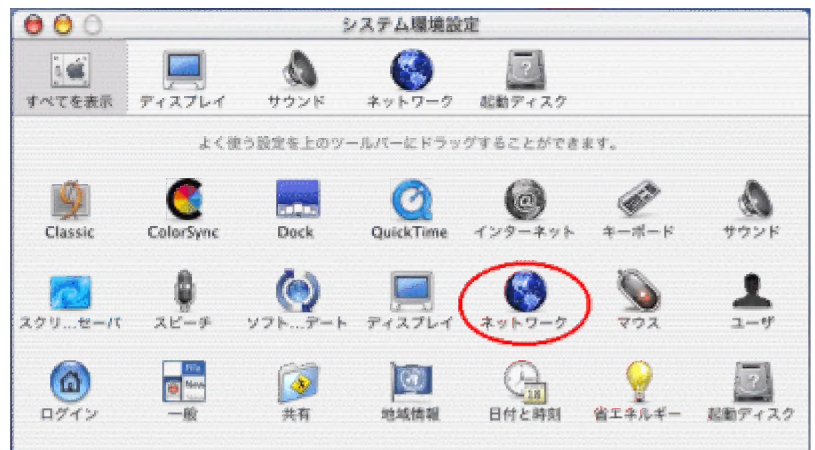 システム環境設定
すべてを表示 ディスプレイ サウンド ネットワーク 起動ディスク
よく使う設定を上のツールバーにドラッグすることができます。
Classic ColorSync Dock QuickTime インターネット キーボード サウンド
スクリ...セーバ スピーチ ソフト...デート ディスプレイ ネットワーク マウス ユーザ
File
New
ログイン 一般 共有 地域情報 日付と時刻 省エネルギー 起動ディスク
18